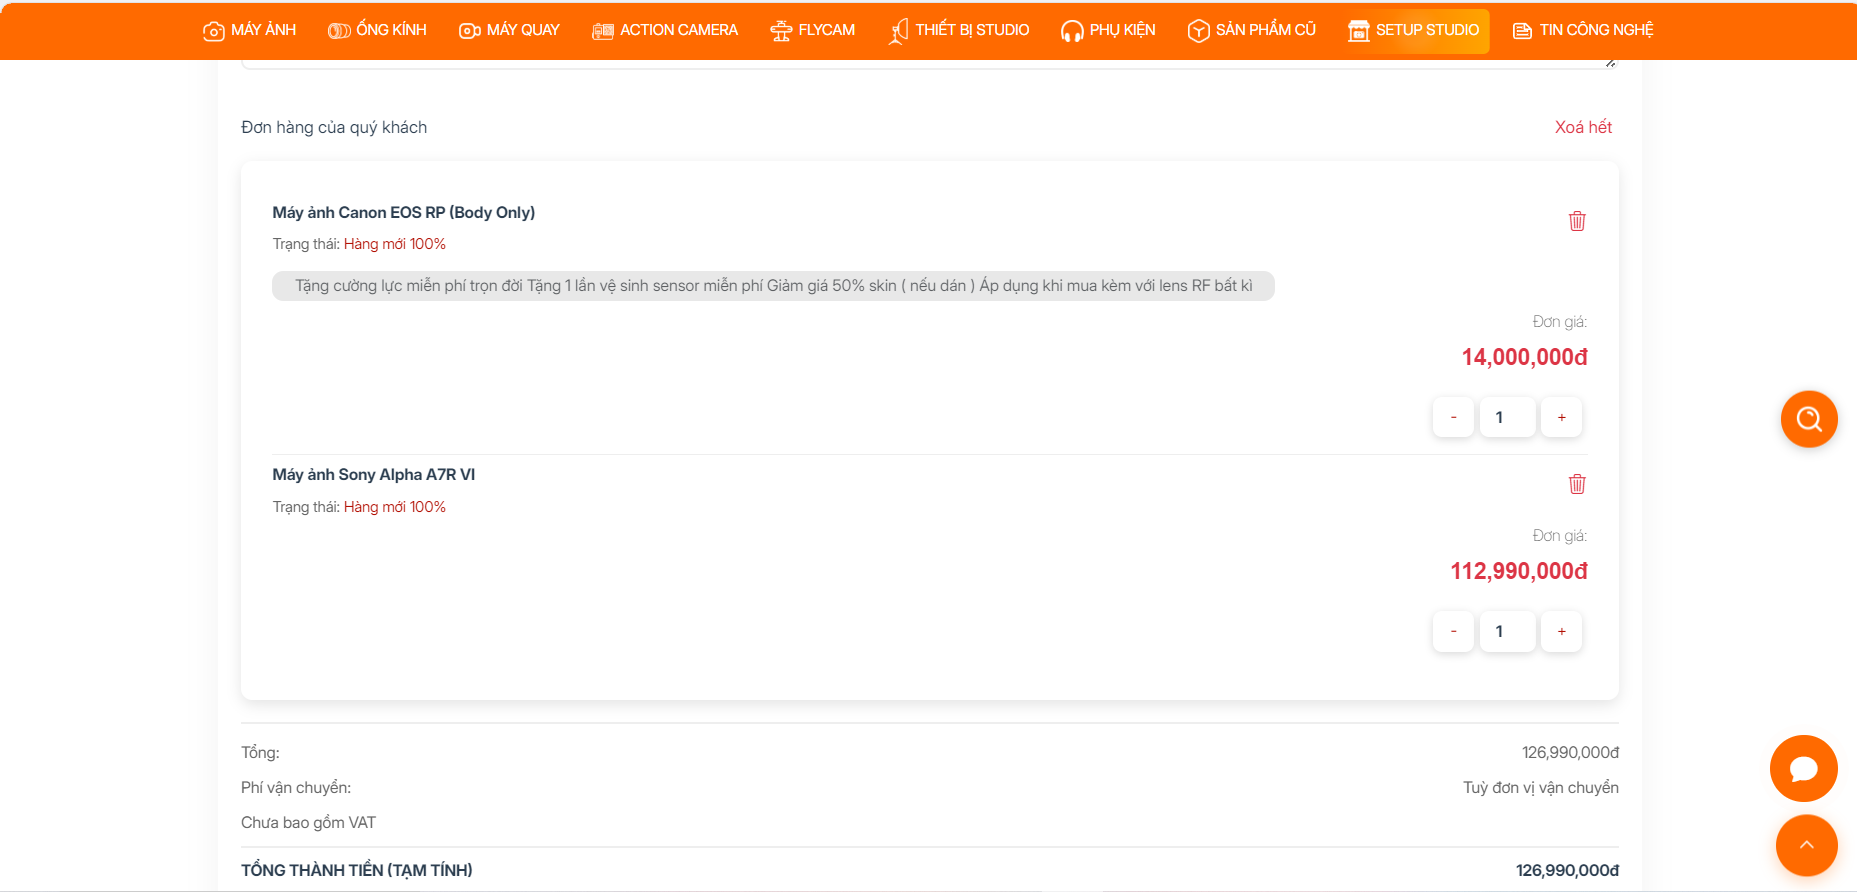 MÁY ẢNH ỐNG KÍNH MÁY QUAY ACTION CAMERA FLYCAM THIẾT BỊ STUDIO PHỤ KIỆN SẢN PHẨM CŨ SETUP STUDIO TIN CÔNG NGHỆ
Đơn hàng của quý khách Xoá hết
Máy ảnh Canon EOS RP (Body Only)
Trạng thái: Hàng mới 100%
Tặng cường lực miễn phí trọn đời Tặng 1 lần vệ sinh sensor miễn phí Giảm giá 50% skin ( nếu dán ) Áp dụng khi mua kèm với lens RF bất kì
Đơn giá:
14,000,000đ
- 1 +
Máy ảnh Sony Alpha A7R VI
Trạng thái: Hàng mới 100%
Đơn giá:
112,990,000đ
- 1 +
Tổng: 126,990,000đ
Phí vận chuyển: Tuỳ đơn vị vận chuyển
Chưa bao gồm VAT
TỔNG THÀNH TIỀN (TẠM TÍNH) 126,990,000đ